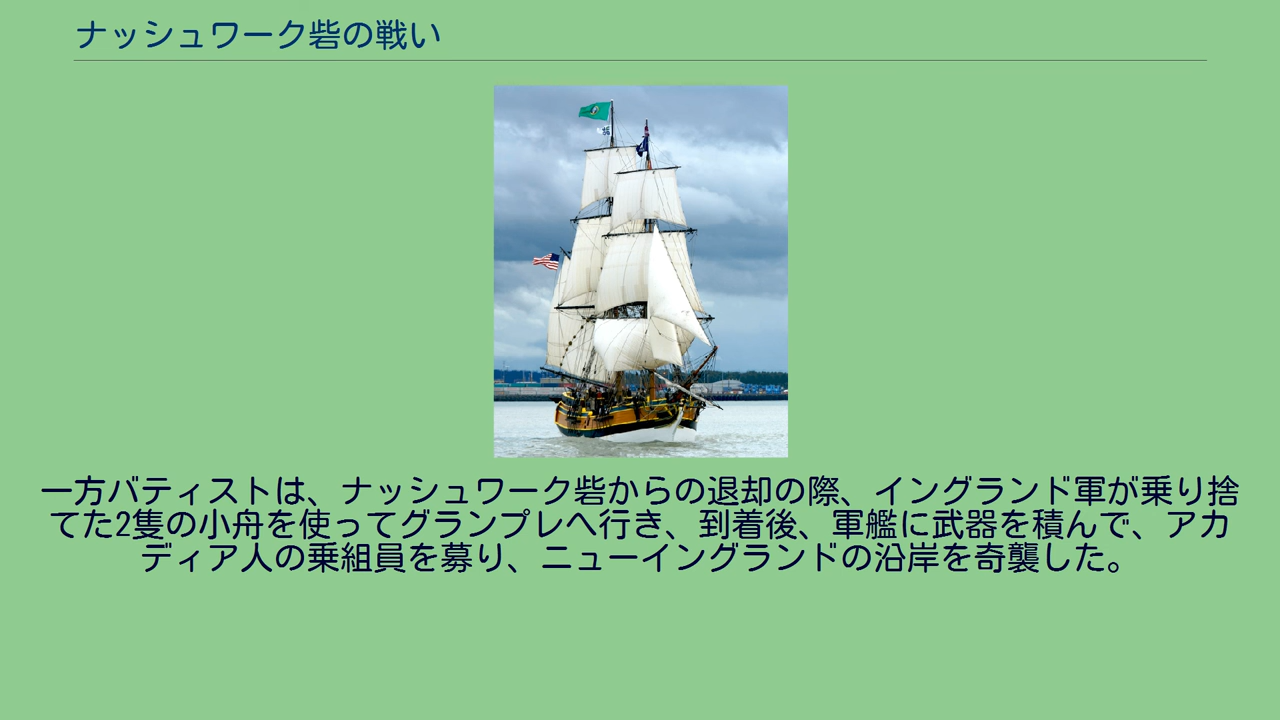 ナッシュワーク砦の戦い
一方バティストは、ナッシュワーク砦からの退却の際、イングランド軍が乗り捨
てた2隻の小舟を使ってグランプレへ行き、到着後、軍艦に武器を積んで、アカ
ディア人の乗組員を募り、ニューイングランドの沿岸を奇襲した。